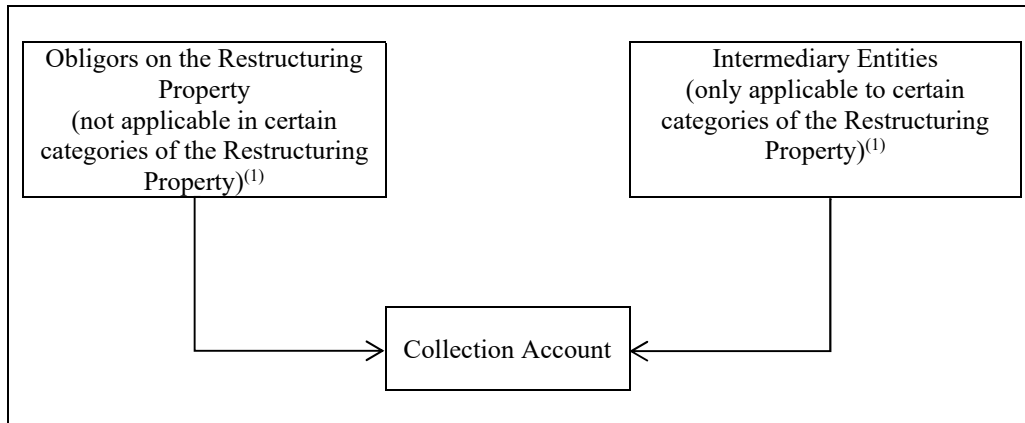 Obligors on the Restructuring
Property
(not applicable in certain
categories of the Restructuring
Property)(1)
Intermediary Entities
(only applicable to certain
categories of the Restructuring
Property)(1)
Collection Account